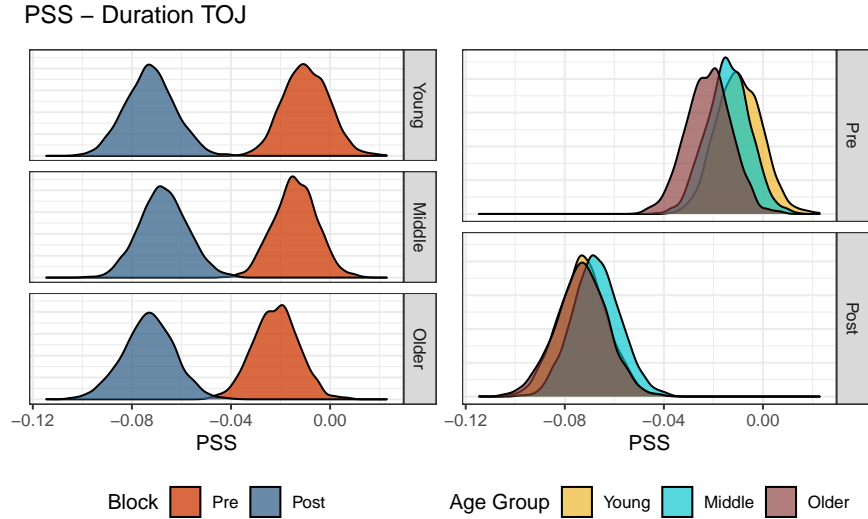 PSS – Duration TOJ
Young
Middle
Older
−0.12 −0.08 −0.04 0.00
PSS
Block Pre Post
Pre
Post
−0.12 −0.08 −0.04 0.00
PSS
Age Group Young Middle Older